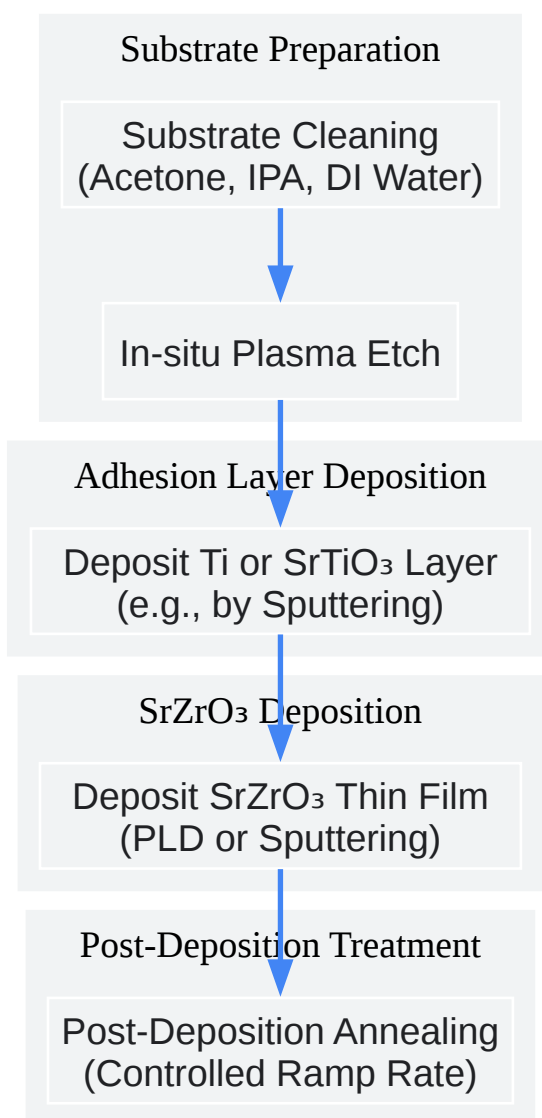 Substrate Preparation
Substrate Cleaning
(Acetone, IPA, DI Water)
In-situ Plasma Etch
Adhesion Layer Deposition
Deposit Ti or SrTiO₃ Layer
(e.g., by Sputtering)
SrZrO₃ Deposition
Deposit SrZrO₃ Thin Film
(PLD or Sputtering)
Post-Deposition Treatment
Post-Deposition Annealing
(Controlled Ramp Rate)